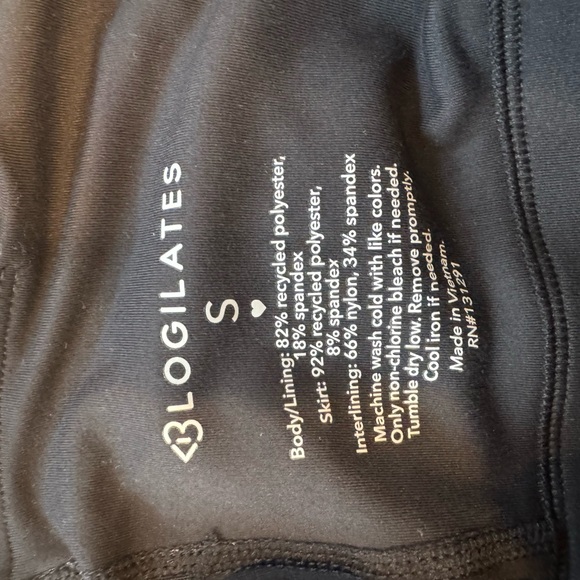 BLOGILATES
S
Body/Lining: 82% recycled polyester,
18% spandex
Skirt: 92% recycled polyester,
8% spandex
Interlining: 66% nylon, 34% spandex
Machine wash cold with like colors.
Only non-chlorine bleach if needed.
Tumble dry low. Remove promptly.
Cool iron if needed.
Made in Vietnam.
RN#131291